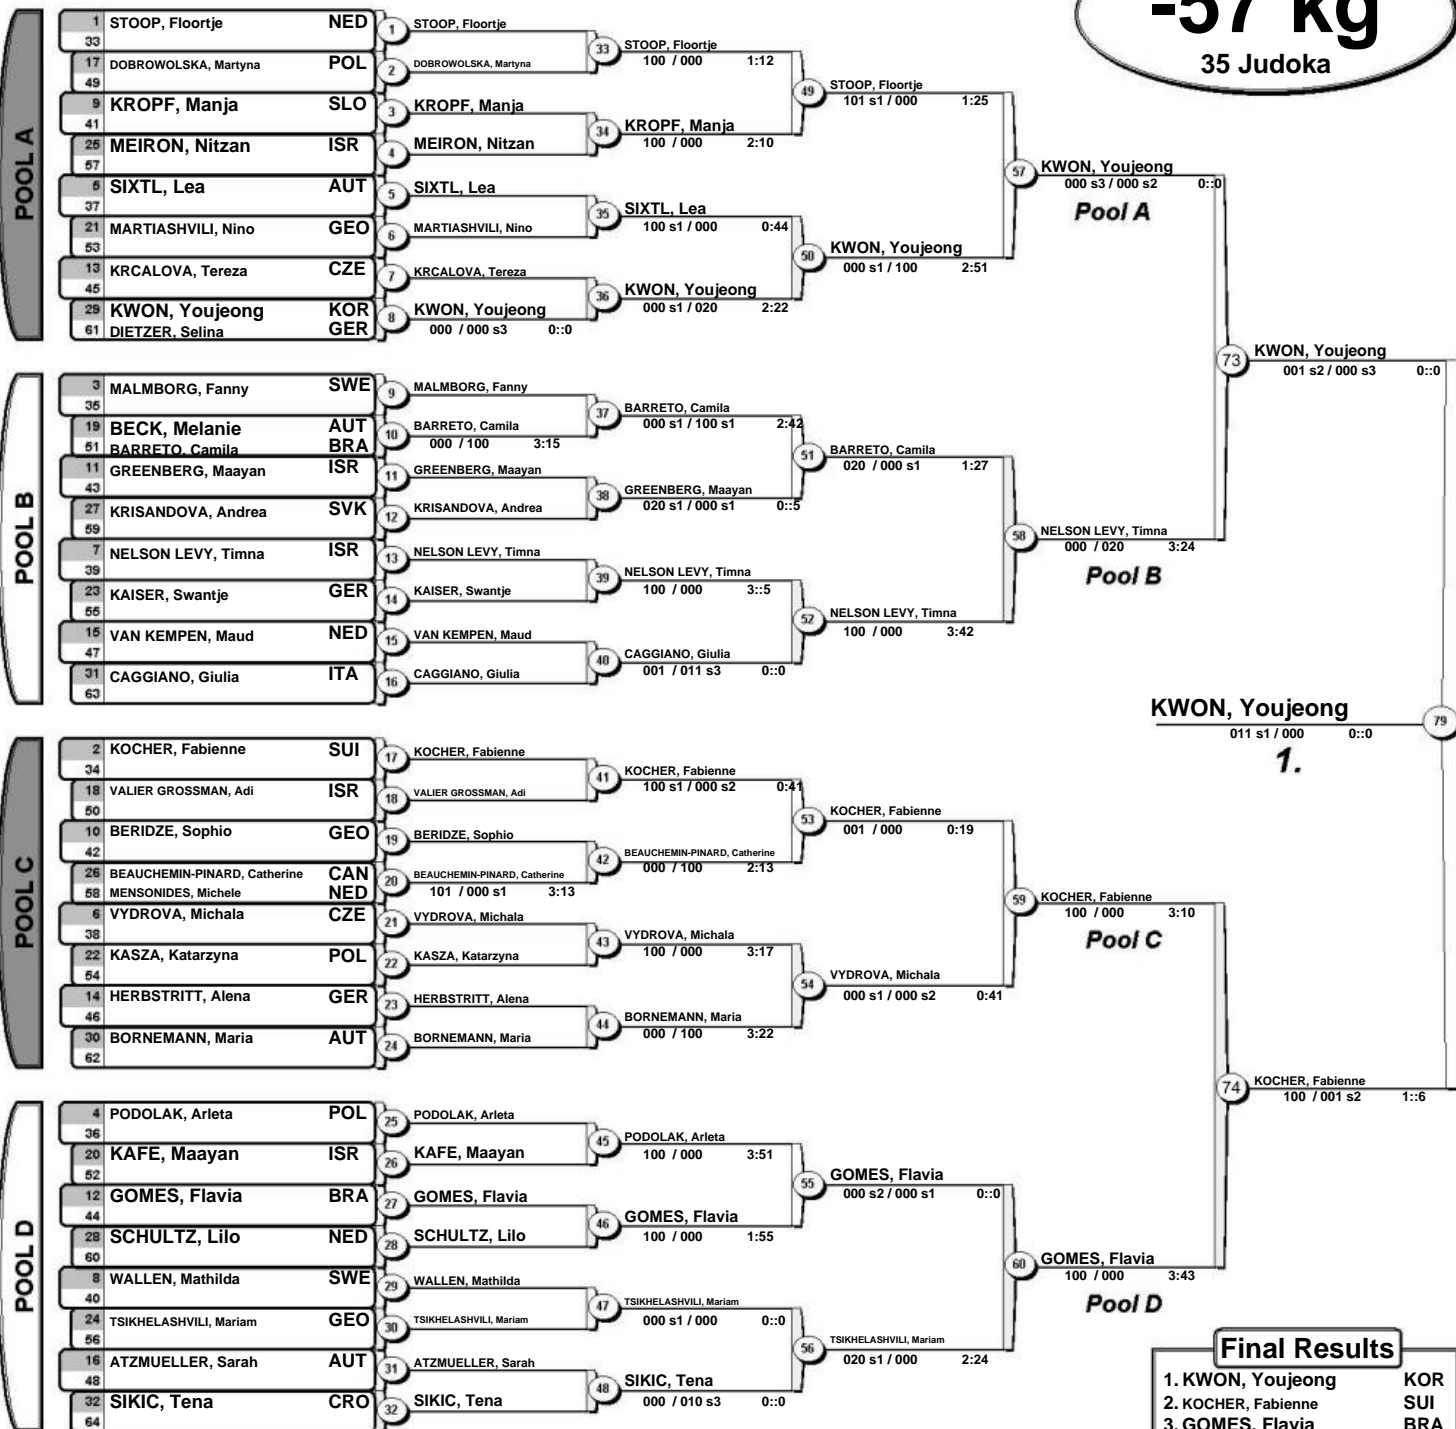 -57 kg
35 Judoka
POOL A
1 STOOP, Floortje NED
33
17 DOBROWOLSKA, Martyna POL
49
9 KROPF, Manja SLO
41
25 MEIRON, Nitzan ISR
57
5 SIXTL, Lea AUT
37
21 MARTIASHVILI, Nino GEO
53
13 KRCALOVA, Tereza CZE
45
29 KWON, Youjeong KOR
61 DIETZER, Selina GER
1 STOOP, Floortje
2 DOBROWOLSKA, Martyna
3 KROPF, Manja
4 MEIRON, Nitzan
5 SIXTL, Lea
6 MARTIASHVILI, Nino
7 KRCALOVA, Tereza
8 KWON, Youjeong
000 / 000 s3 0::0
33 STOOP, Floortje
100 / 000 1:12
34 KROPF, Manja
100 / 000 2:10
35 SIXTL, Lea
100 s1 / 000 0:44
36 KWON, Youjeong
000 s1 / 020 2:22
49 STOOP, Floortje
101 s1 / 000 1:25
50 KWON, Youjeong
000 s1 / 100 2:51
57 KWON, Youjeong
000 s3 / 000 s2 0::0
Pool A
POOL B
3 MALMBORG, Fanny SWE
35
19 BECK, Melanie AUT
51 BARRETO, Camila BRA
11 GREENBERG, Maayan ISR
43
27 KRISANDOVA, Andrea SVK
59
7 NELSON LEVY, Timna ISR
39
23 KAISER, Swantje GER
55
15 VAN KEMPEN, Maud NED
47
31 CAGGIANO, Giulia ITA
63
9 MALMBORG, Fanny
10 BARRETO, Camila
000 / 100 3:15
11 GREENBERG, Maayan
12 KRISANDOVA, Andrea
13 NELSON LEVY, Timna
14 KAISER, Swantje
15 VAN KEMPEN, Maud
16 CAGGIANO, Giulia
37 BARRETO, Camila
000 s1 / 100 s1 2:42
38 GREENBERG, Maayan
020 s1 / 000 s1 0::5
39 NELSON LEVY, Timna
100 / 000 3::5
40 CAGGIANO, Giulia
001 / 011 s3 0::0
51 BARRETO, Camila
020 / 000 s1 1:27
52 NELSON LEVY, Timna
100 / 000 3:42
58 NELSON LEVY, Timna
000 / 020 3:24
Pool B
73 KWON, Youjeong
001 s2 / 000 s3 0::0
KWON, Youjeong 79
011 s1 / 000 0::0
1.
POOL C
2 KOCHER, Fabienne SUI
34
18 VALIER GROSSMAN, Adi ISR
50
10 BERIDZE, Sophio GEO
42
26 BEAUCHEMIN-PINARD, Catherine CAN
58 MENSONIDES, Michele NED
6 VYDROVA, Michala CZE
38
22 KASZA, Katarzyna POL
54
14 HERBSTRITT, Alena GER
46
30 BORNEMANN, Maria AUT
62
17 KOCHER, Fabienne
18 VALIER GROSSMAN, Adi
19 BERIDZE, Sophio
20 BEAUCHEMIN-PINARD, Catherine
101 / 000 s1 3:13
21 VYDROVA, Michala
22 KASZA, Katarzyna
23 HERBSTRITT, Alena
24 BORNEMANN, Maria
41 KOCHER, Fabienne
100 s1 / 000 s2 0:41
42 BEAUCHEMIN-PINARD, Catherine
000 / 100 2:13
43 VYDROVA, Michala
100 / 000 3:17
44 BORNEMANN, Maria
000 / 100 3:22
53 KOCHER, Fabienne
001 / 000 0:19
54 VYDROVA, Michala
000 s1 / 000 s2 0:41
59 KOCHER, Fabienne
100 / 000 3:10
Pool C
POOL D
4 PODOLAK, Arleta POL
36
20 KAFE, Maayan ISR
52
12 GOMES, Flavia BRA
44
28 SCHULTZ, Lilo NED
60
8 WALLEN, Mathilda SWE
40
24 TSIKHELASHVILI, Mariam GEO
56
16 ATZMUELLER, Sarah AUT
48
32 SIKIC, Tena CRO
64
25 PODOLAK, Arleta
26 KAFE, Maayan
27 GOMES, Flavia
28 SCHULTZ, Lilo
29 WALLEN, Mathilda
30 TSIKHELASHVILI, Mariam
31 ATZMUELLER, Sarah
32 SIKIC, Tena
45 PODOLAK, Arleta
100 / 000 3:51
46 GOMES, Flavia
100 / 000 1:55
47 TSIKHELASHVILI, Mariam
000 s1 / 000 0::0
48 SIKIC, Tena
000 / 010 s3 0::0
55 GOMES, Flavia
000 s2 / 000 s1 0::0
56 TSIKHELASHVILI, Mariam
020 s1 / 000 2:24
60 GOMES, Flavia
100 / 000 3:43
Pool D
74 KOCHER, Fabienne
100 / 001 s2 1::6
Final Results
1. KWON, Youjeong KOR
2. KOCHER, Fabienne SUI
3. GOMES, Flavia BRA